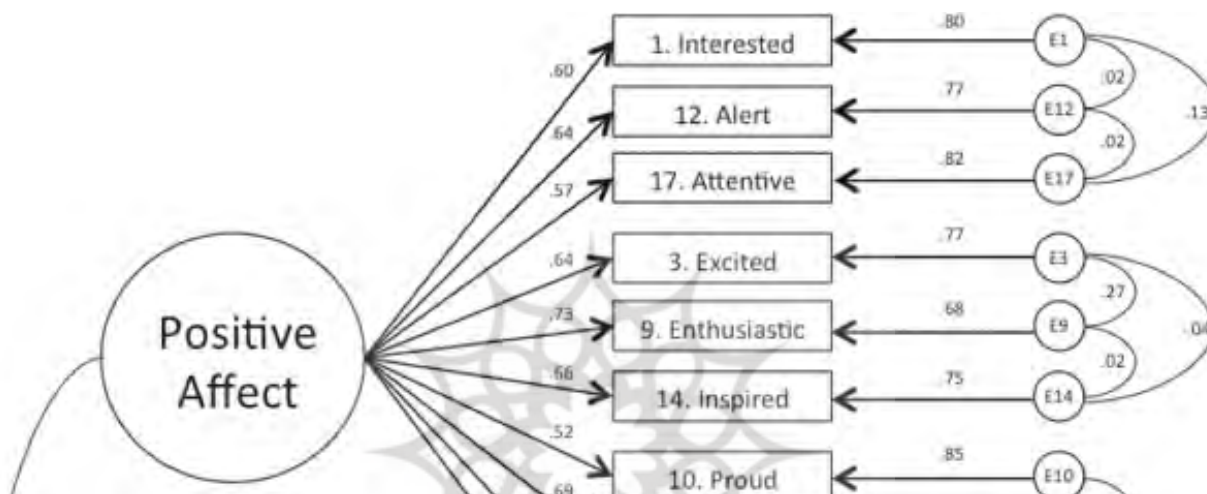 .80
1. Interested
E1
.60
.02
.77
12. Alert
E12
.13
.64
.02
.57
.82
17. Attentive
E17
.77
3. Excited
E3
.64
.27
.73
.68
9. Enthusiastic
E9
Positive
.02
.66
.75
Affect
14. Inspired
E14
.52
.85
10. Proud
E10
.69